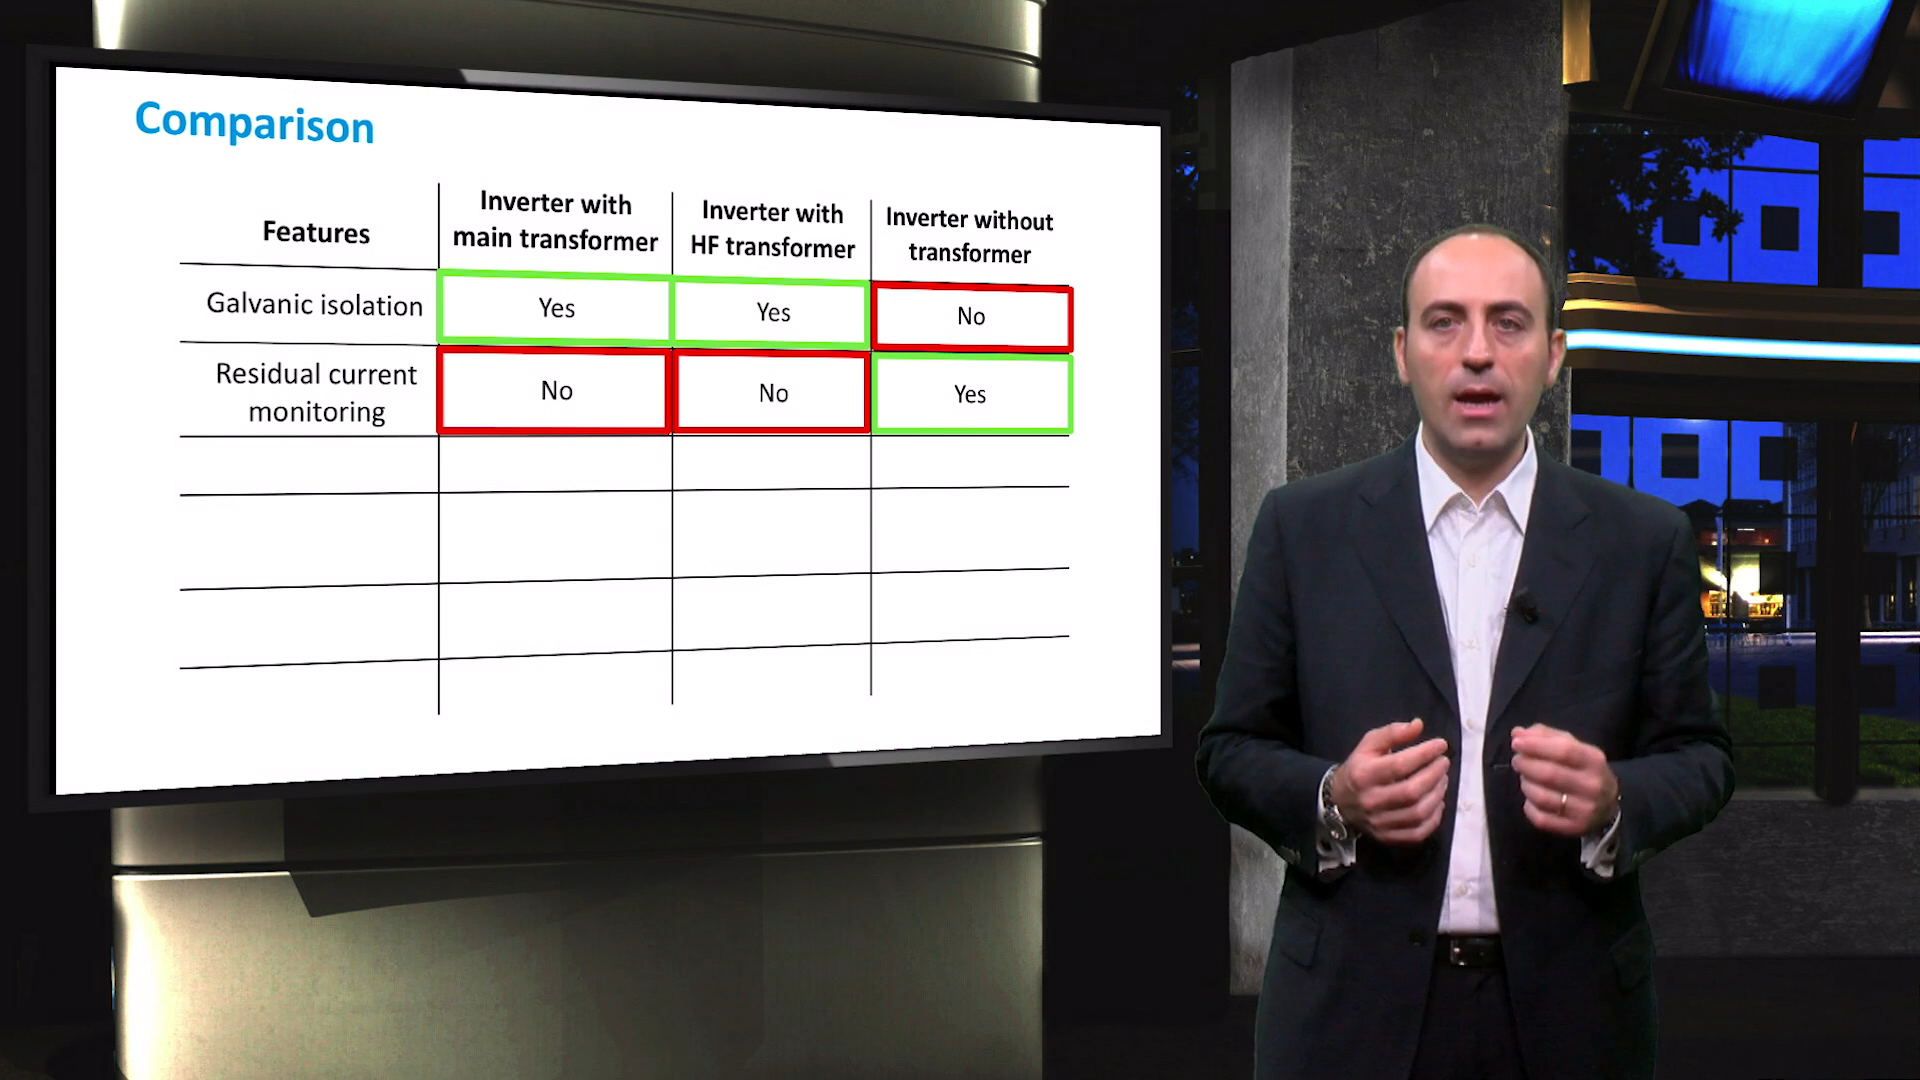 Comparison
Features
Inverter with
main transformer
Inverter with
HF transformer
Inverter without
transformer
Galvanic isolation
Yes
Yes
No
Residual current
monitoring
No
No
Yes